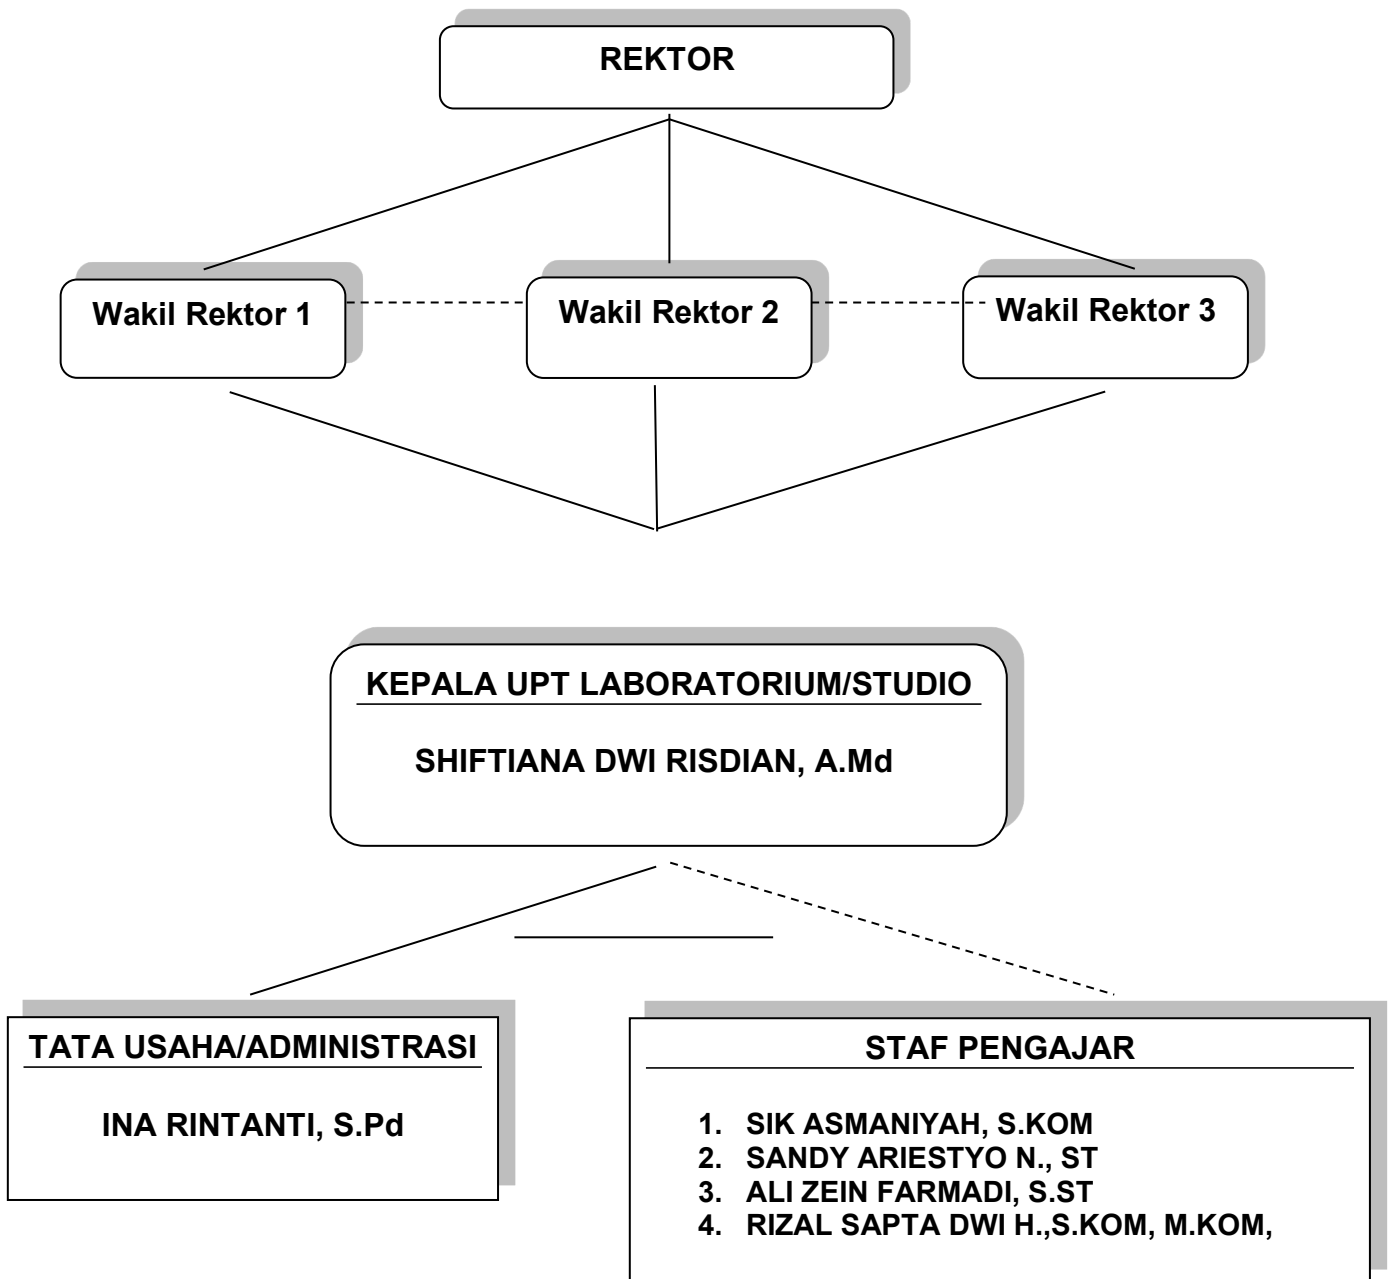 REKTOR
Wakil Rektor 1
Wakil Rektor 2
Wakil Rektor 3
KEPALA UPT LABORATORIUM/STUDIO
SHIFTIANA DWI RISDIAN, A.Md
TATA USAHA/ADMINISTRASI
INA RINTANTI, S.Pd
STAF PENGAJAR
1. SIK ASMANIYAH, S.KOM
2. SANDY ARIESTYO N., ST
3. ALI ZEIN FARMADI, S.ST
4. RIZAL SAPTA DWI H.,S.KOM, M.KOM,